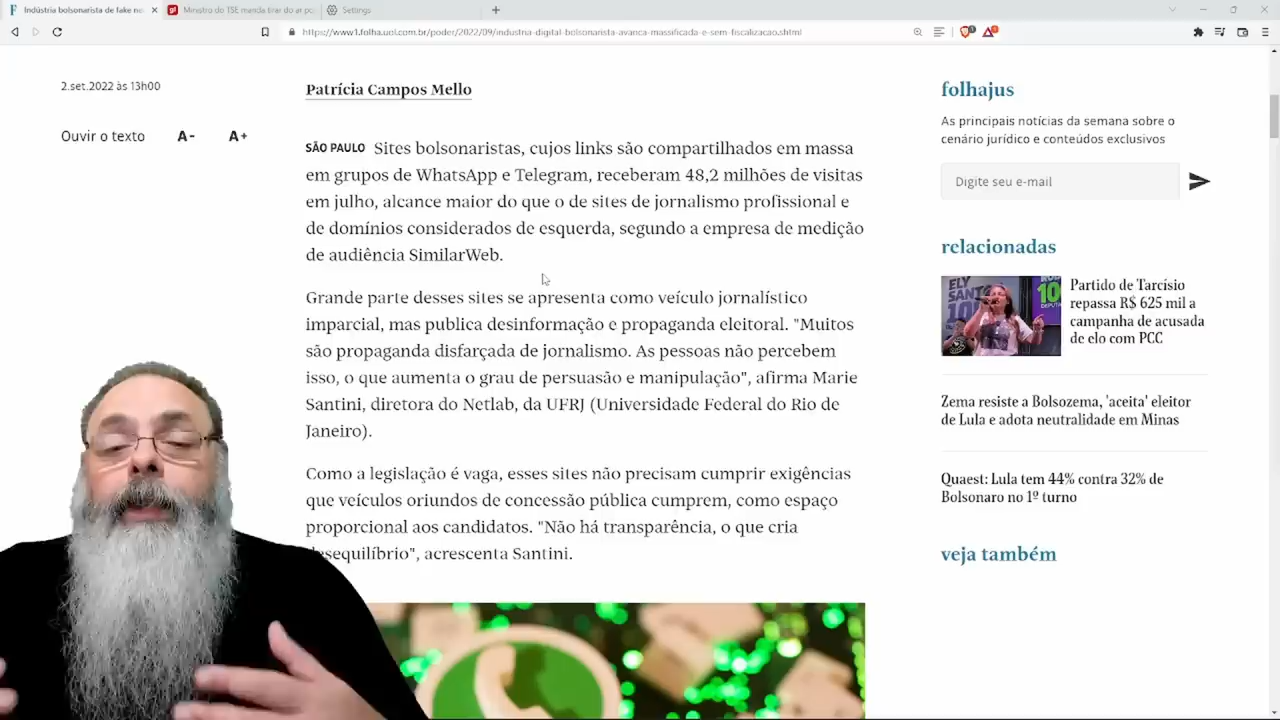 Indústria bolsonarista de fake ne
Ministro do TSE manda tirar do ar po
Settings
https://www1.folha.uol.com.br/poder/2022/09/industria-digital-bolsonarista-avanca-massificada-e-sem-fiscalizacao.shtml
2.set.2022 às 13h00
Ouvir o texto A- A+
Patrícia Campos Mello
SÃO PAULO Sites bolsonaristas, cujos links são compartilhados em massa
em grupos de WhatsApp e Telegram, receberam 48,2 milhões de visitas
em julho, alcance maior do que o de sites de jornalismo profissional e
de domínios considerados de esquerda, segundo a empresa de medição
de audiência SimilarWeb.
Grande parte desses sites se apresenta como veículo jornalístico
imparcial, mas publica desinformação e propaganda eleitoral. "Muitos
são propaganda disfarçada de jornalismo. As pessoas não percebem
isso, o que aumenta o grau de persuasão e manipulação", afirma Marie
Santini, diretora do Netlab, da UFRJ (Universidade Federal do Rio de
Janeiro).
Como a legislação é vaga, esses sites não precisam cumprir exigências
que veículos oriundos de concessão pública cumprem, como espaço
proporcional aos candidatos. "Não há transparência, o que cria
desequilíbrio", acrescenta Santini.
folhajus
As principais notícias da semana sobre o
cenário jurídico e conteúdos exclusivos
Digite seu e-mail
relacionadas
ELY
SANTO
10
Partido de Tarcísio
repassa R$ 625 mil a
campanha de acusada
de elo com PCC
Zema resiste a Bolsozema, 'aceita' eleitor
de Lula e adota neutralidade em Minas
Quaest: Lula tem 44% contra 32% de
Bolsonaro no 1º turno
veja também